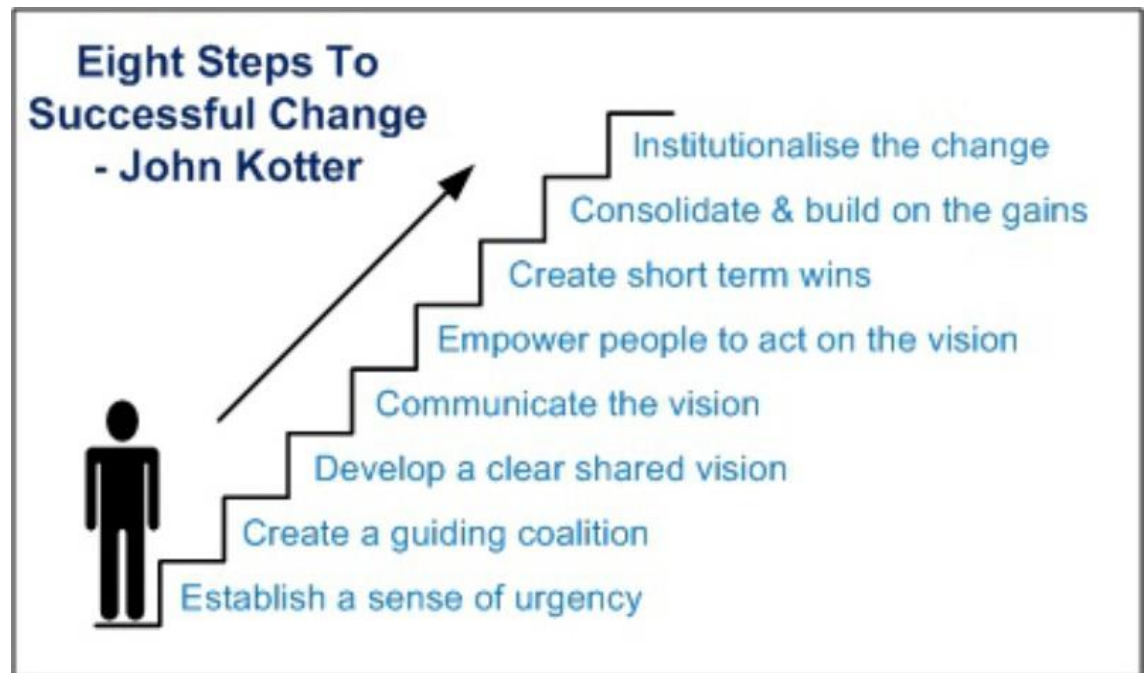 Eight Steps To
Successful Change
- John Kotter
Institutionalise the change
Consolidate & build on the gains
Create short term wins
Empower people to act on the vision
Communicate the vision
Develop a clear shared vision
Create a guiding coalition
Establish a sense of urgency